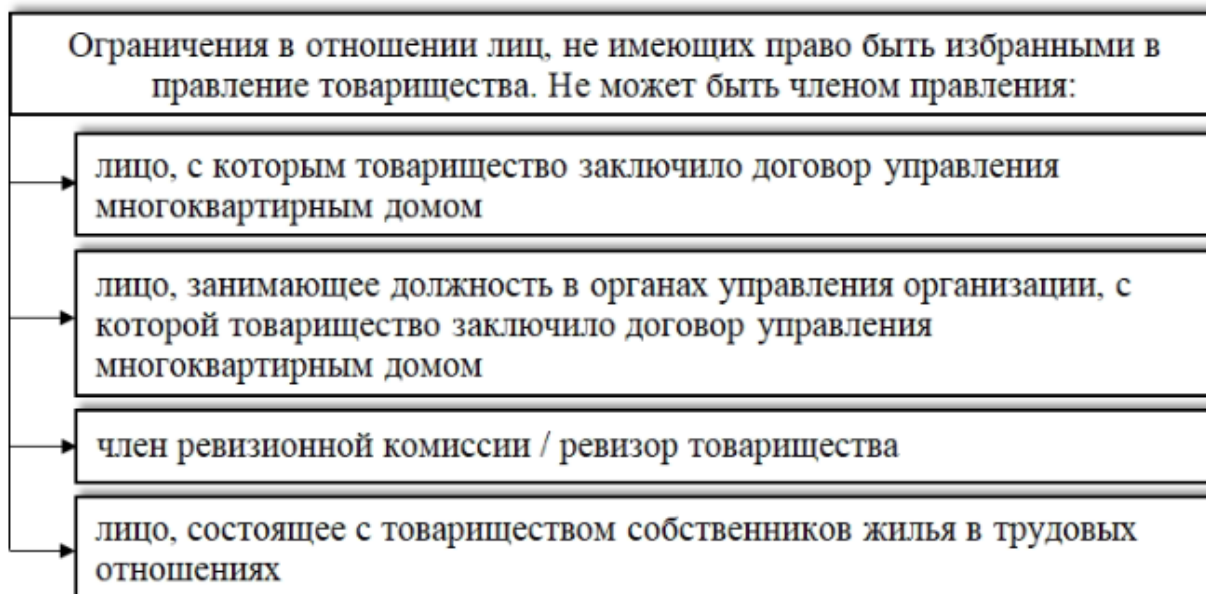 Ограничения в отношении лиц, не имеющих право быть избранными в
правление товарищества. Не может быть членом правления:
лицо, с которым товарищество заключило договор управления
многоквартирным домом
лицо, занимающее должность в органах управления организации, с
которой товарищество заключило договор управления
многоквартирным домом
член ревизионной комиссии / ревизор товарищества
лицо, состоящее с товариществом собственников жилья в трудовых
отношениях